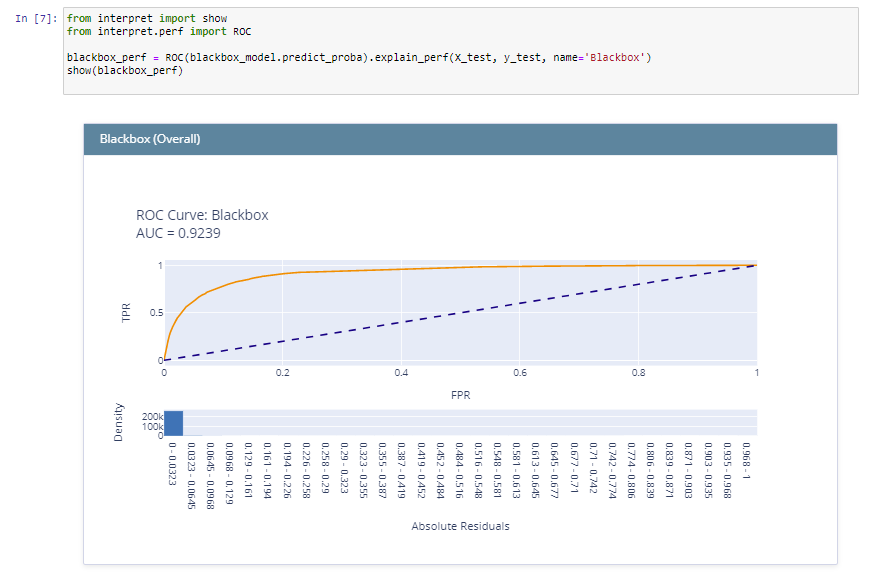 In [7]:
from interpret import show
from interpret.perf import ROC
blackbox_perf = ROC(blackbox_model.predict_proba).explain_perf(X_test, y_test, name='Blackbox')
show(blackbox_perf)
Blackbox (Overall)
ROC Curve: Blackbox
AUC = 0.9239
1
0.5
0
TPR
0
0.2
0.4
0.6
0.8
1
FPR
Density
200k
100k
0
0 - 0.0323
0.0323 - 0.0645
0.0645 - 0.0968
0.0968 - 0.129
0.129 - 0.161
0.161 - 0.194
0.194 - 0.226
0.226 - 0.258
0.258 - 0.29
0.29 - 0.323
0.323 - 0.355
0.355 - 0.387
0.387 - 0.419
0.419 - 0.452
0.452 - 0.484
0.484 - 0.516
0.516 - 0.548
0.548 - 0.581
0.581 - 0.613
0.613 - 0.645
0.645 - 0.677
0.677 - 0.71
0.71 - 0.742
0.742 - 0.774
0.774 - 0.806
0.806 - 0.839
0.839 - 0.871
0.871 - 0.903
0.903 - 0.935
0.935 - 0.968
0.968 - 1
Absolute Residuals